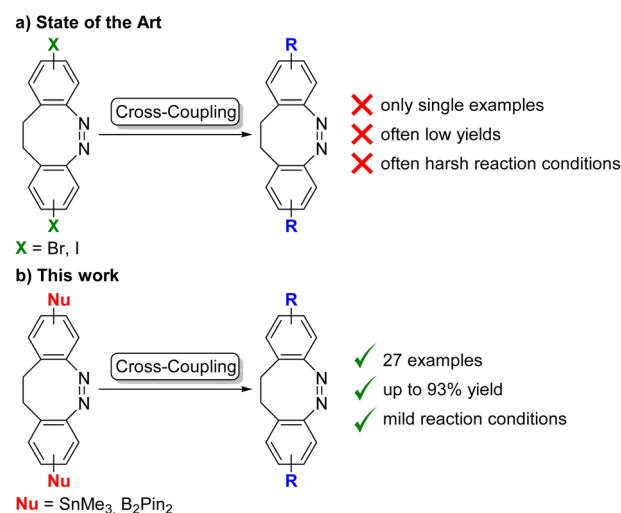 a) State of the Art
X
R
N
N
Cross-Coupling
N
N
only single examples
often low yields
often harsh reaction conditions
X
R
X = Br, I
b) This work
Nu
R
N
N
Cross-Coupling
N
N
27 examples
up to 93% yield
mild reaction conditions
Nu
R
Nu = SnMe3, B2Pin2